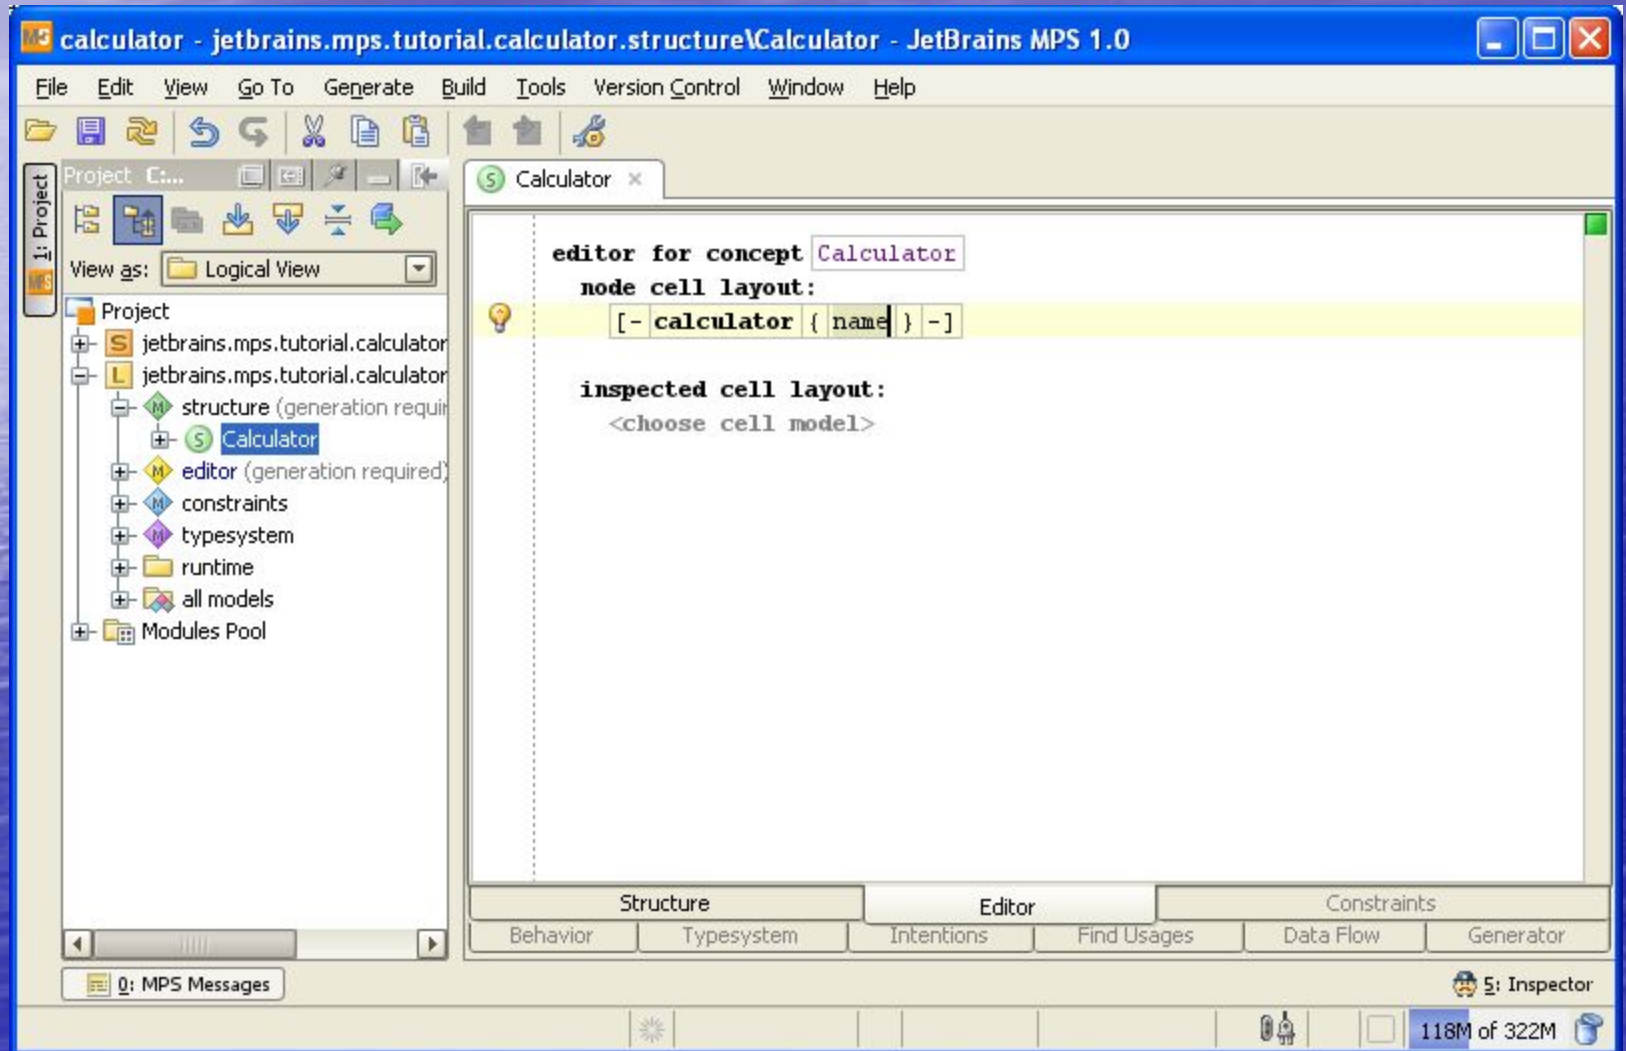 calculator - jetbrains.mps.tutorial.calculator.structure\Calculator - JetBrains MPS 1.0
File Edit View Go To Generate Build Tools Version Control Window Help
1: Project
Project C:...
Calculator
View as: Logical View
Project
S jetbrains.mps.tutorial.calculator
L jetbrains.mps.tutorial.calculator
M structure (generation requir
S Calculator
M editor (generation required)
M constraints
M typesystem
runtime
all models
Modules Pool
editor for concept Calculator
node cell layout:
[- calculator { name } -]
inspected cell layout:
<choose cell model>
Structure Editor Constraints
Behavior Typesystem Intentions Find Usages Data Flow Generator
0: MPS Messages
5: Inspector
118M of 322M